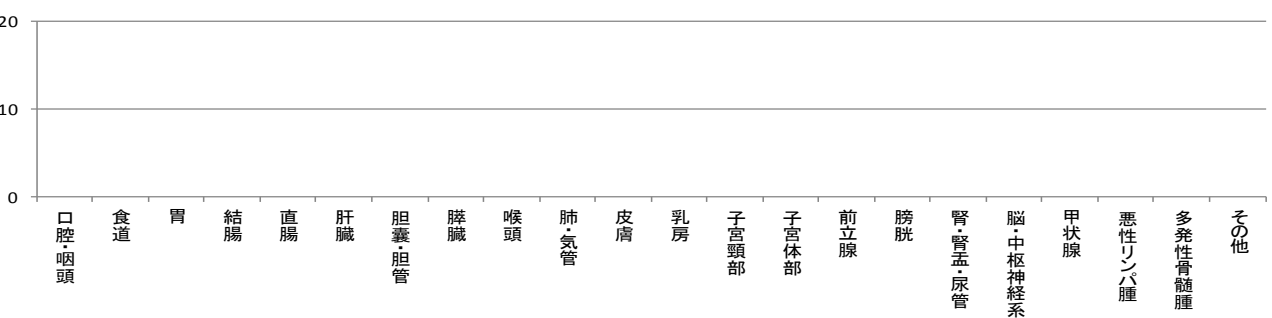 20
10
0
口腔・咽頭
食道
胃
結腸
直腸
肝臓
胆嚢・胆管
膵臓
喉頭
肺・気管
皮膚
乳房
子宮頸部
子宮体部
前立腺
膀胱
腎・腎盂・尿管
脳・中枢神経系
甲状腺
悪性リンパ腫
多発性骨髄腫
その他